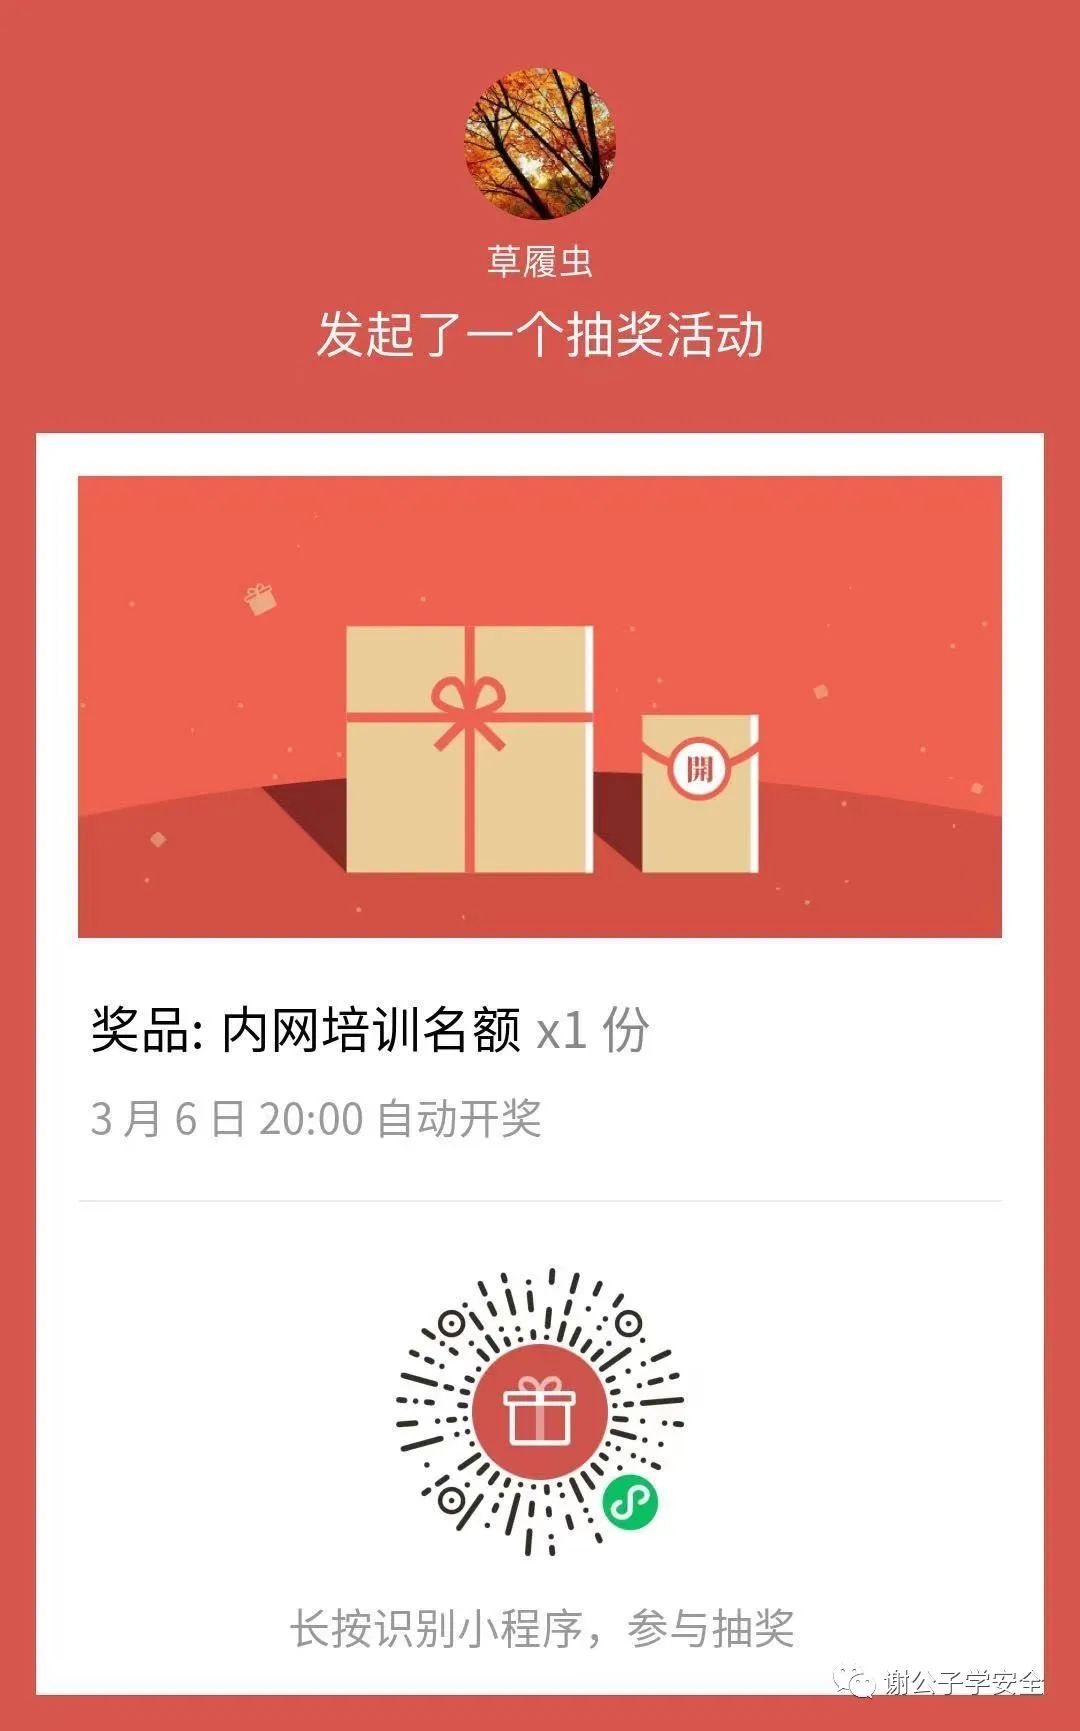 草履虫
发起了一个抽奖活动
開
奖品: 内网培训名额 x1 份
3 月 6 日 20:00 自动开奖
长按识别小程序，参与抽奖
谢公子学安全